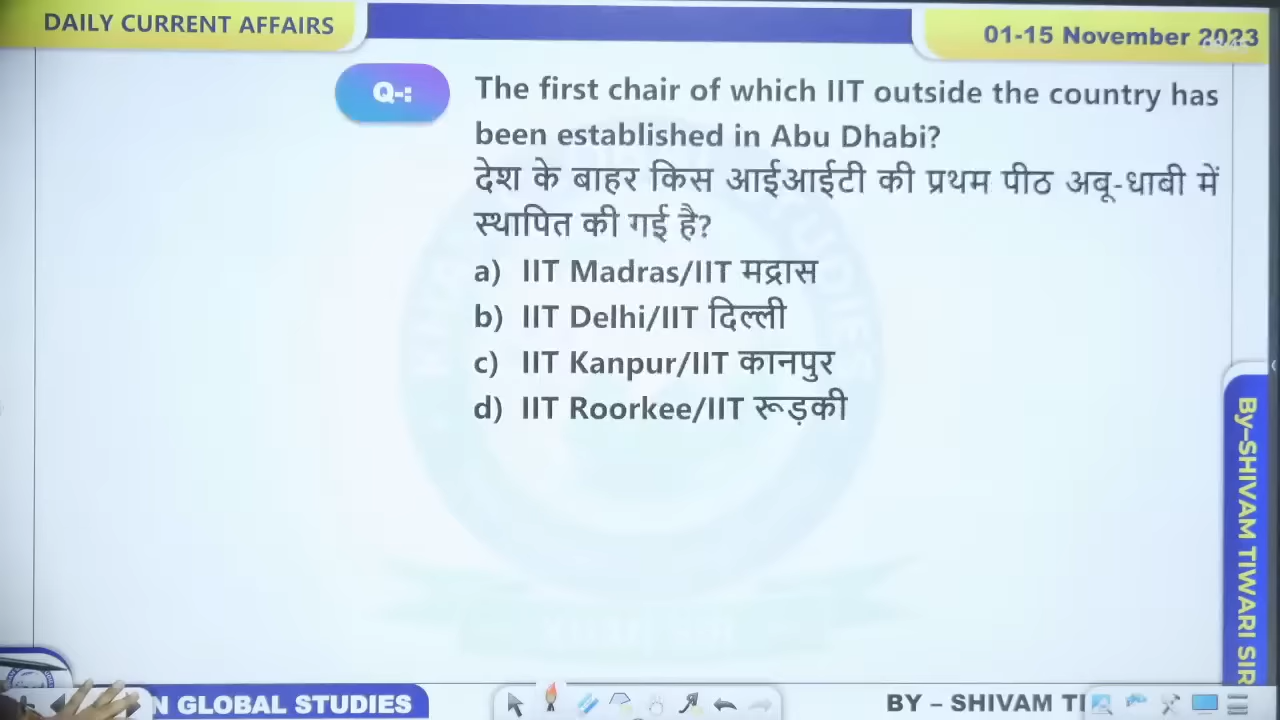 DAILY CURRENT AFFAIRS
01-15 November 2023
Q-:
The first chair of which IIT outside the country has
been established in Abu Dhabi?
देश के बाहर किस आईआईटी की प्रथम पीठ अबू-धाबी में
स्थापित की गई है?
a) IIT Madras/IIT मद्रास
b) IIT Delhi/IIT दिल्ली
c) IIT Kanpur/IIT कानपुर
d) IIT Roorkee/IIT रूड़की
By-SHIVAM TIWARI SIR
N GLOBAL STUDIES
BY – SHIVAM TI